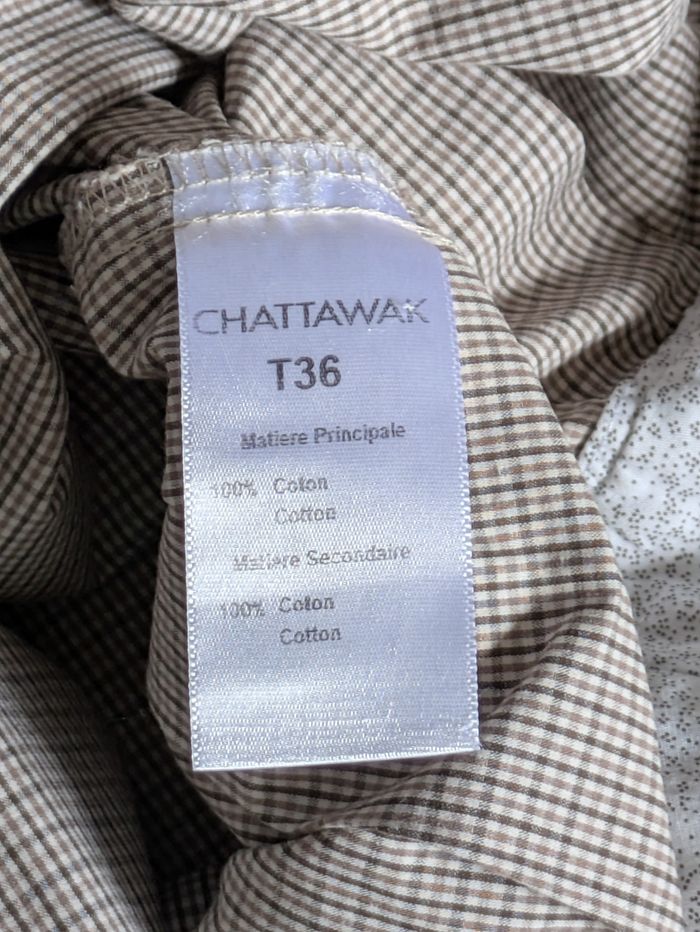 CHATTAWAK
T36
Matiere Principale
100% Coton
Cotton
Matiere Secondaire
100% Coton
Cotton